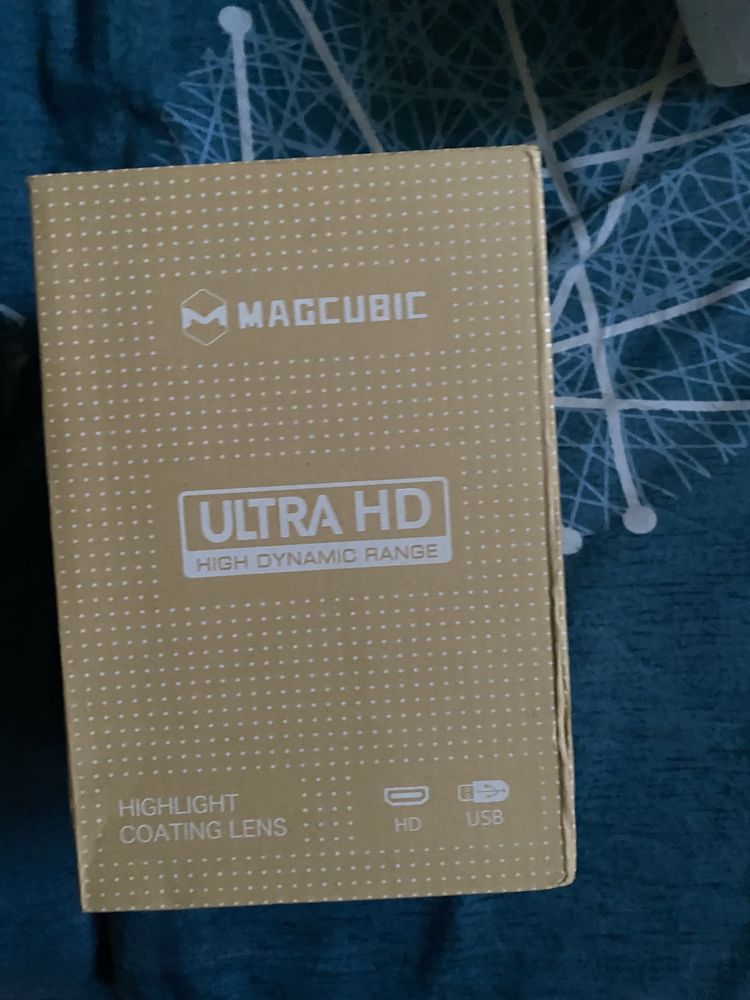 MAGCUBIC
ULTRA HD
HIGH DYNAMIC RANGE
HIGHLIGHT
COATING LENS
HD
USB